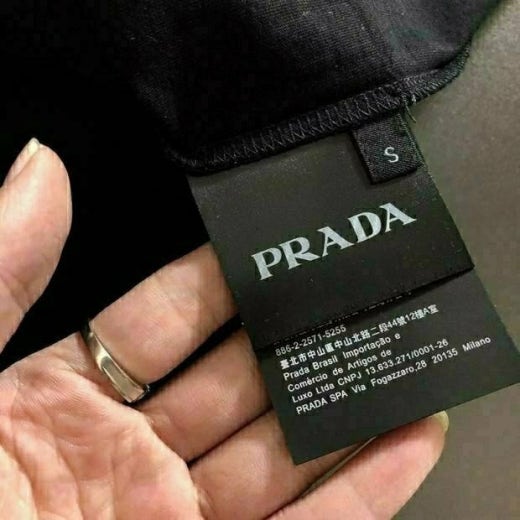 S
PRADA
886-2-2571-5255
臺北市中山區中山北路二段44號12樓A室
Prada Brasil Importação e
Comércio de Artigos de
Luxo Ltda CNPJ 13.633.271/0001-26
PRADA SPA Via Fogazzaro,28 20135 Milano